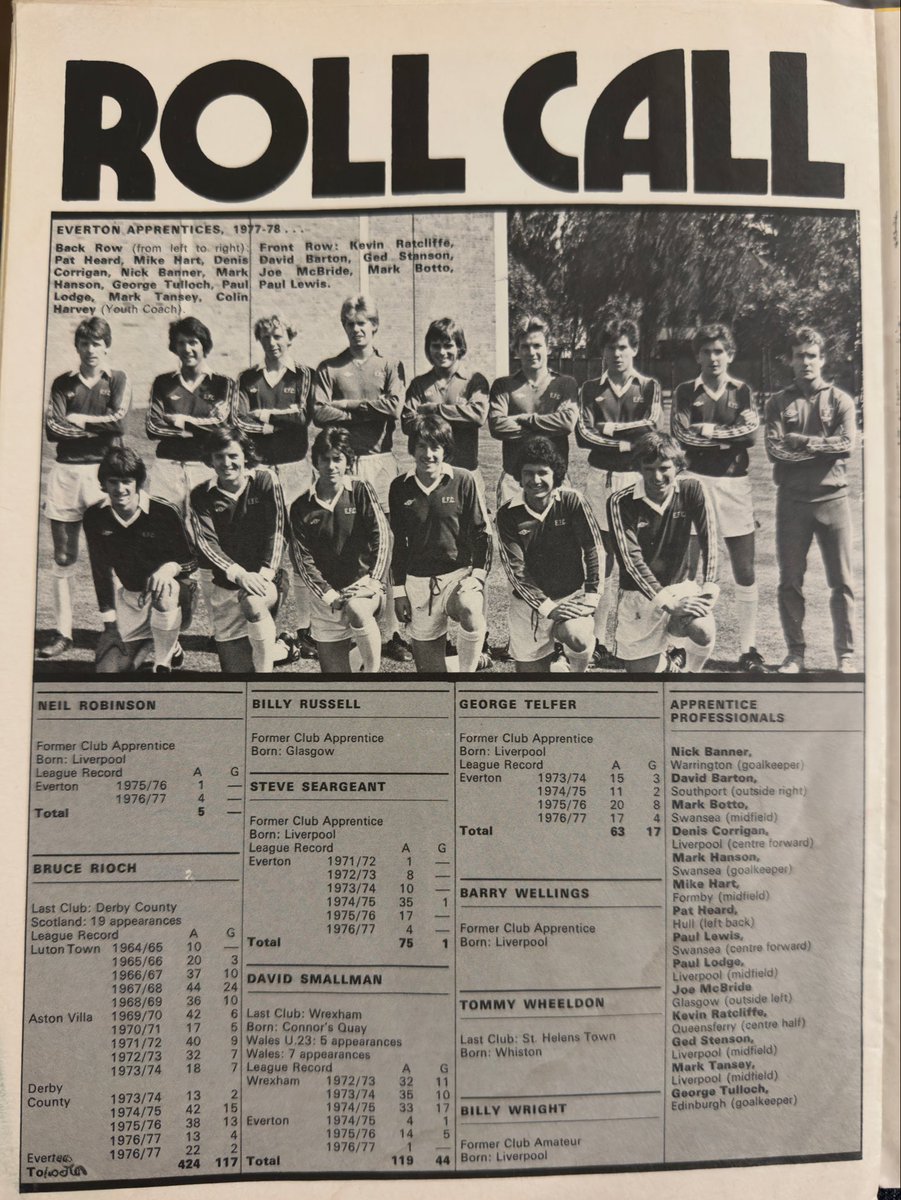 ROLL CALL
EVERTON APPRENTICES, 1977-78 . . .
Back Row (from left to right):
Pat Heard, Mike Hart, Denis
Corrigan, Nick Banner, Mark
Hanson, George Tulloch, Paul
Lodge, Mark Tansey, Colin
Harvey (Youth Coach).
Front Row: Kevin Ratcliffe,
David Barton, Ged Stanson,
Joe McBride, Mark Botto,
Paul Lewis.
E.F.C
E.F.C
E.F.C
E.F.C
NEIL ROBINSON
Former Club Apprentice
Born: Liverpool
League Record A G
Everton 1975/76 1 —
1976/77 4 —
Total 5 —
BRUCE RIOCH
Last Club: Derby County
Scotland: 19 appearances
League Record A G
Luton Town 1964/65 10 —
1965/66 20 3
1966/67 37 10
1967/68 44 24
1968/69 36 10
Aston Villa 1969/70 42 6
1970/71 17 5
1971/72 40 9
1972/73 32 7
1973/74 18 7
Derby
County 1973/74 13 2
1974/75 42 15
1975/76 38 13
1976/77 13 4
Everton 1976/77 22 2
Total 424 117
BILLY RUSSELL
Former Club Apprentice
Born: Glasgow
STEVE SEARGEANT
Former Club Apprentice
Born: Liverpool
League Record A G
Everton 1971/72 1 —
1972/73 8 —
1973/74 10 —
1974/75 35 1
1975/76 17 —
1976/77 4 —
Total 75 1
DAVID SMALLMAN
Last Club: Wrexham
Born: Connor's Quay
Wales U.23: 5 appearances
Wales: 7 appearances
League Record A G
Wrexham 1972/73 32 11
1973/74 35 10
1974/75 33 17
Everton 1974/75 4 1
1975/76 14 5
1976/77 1 —
Total 119 44
GEORGE TELFER
Former Club Apprentice
Born: Liverpool
League Record A G
Everton 1973/74 15 3
1974/75 11 2
1975/76 20 8
1976/77 17 4
Total 63 17
BARRY WELLINGS
Former Club Apprentice
Born: Liverpool
TOMMY WHEELDON
Last Club: St. Helens Town
Born: Whiston
BILLY WRIGHT
Former Club Amateur
Born: Liverpool
APPRENTICE
PROFESSIONALS
Nick Banner,
Warrington (goalkeeper)
David Barton,
Southport (outside right)
Mark Botto,
Swansea (midfield)
Denis Corrigan,
Liverpool (centre forward)
Mark Hanson,
Swansea (goalkeeper)
Mike Hart,
Formby (midfield)
Pat Heard,
Hull (left back)
Paul Lewis,
Swansea (centre forward)
Paul Lodge,
Liverpool (midfield)
Joe McBride
Glasgow (outside left)
Kevin Ratcliffe,
Queensferry (centre half)
Ged Stenson,
Liverpool (midfield)
Mark Tansey,
Liverpool (midfield)
George Tulloch,
Edinburgh (goalkeeper)